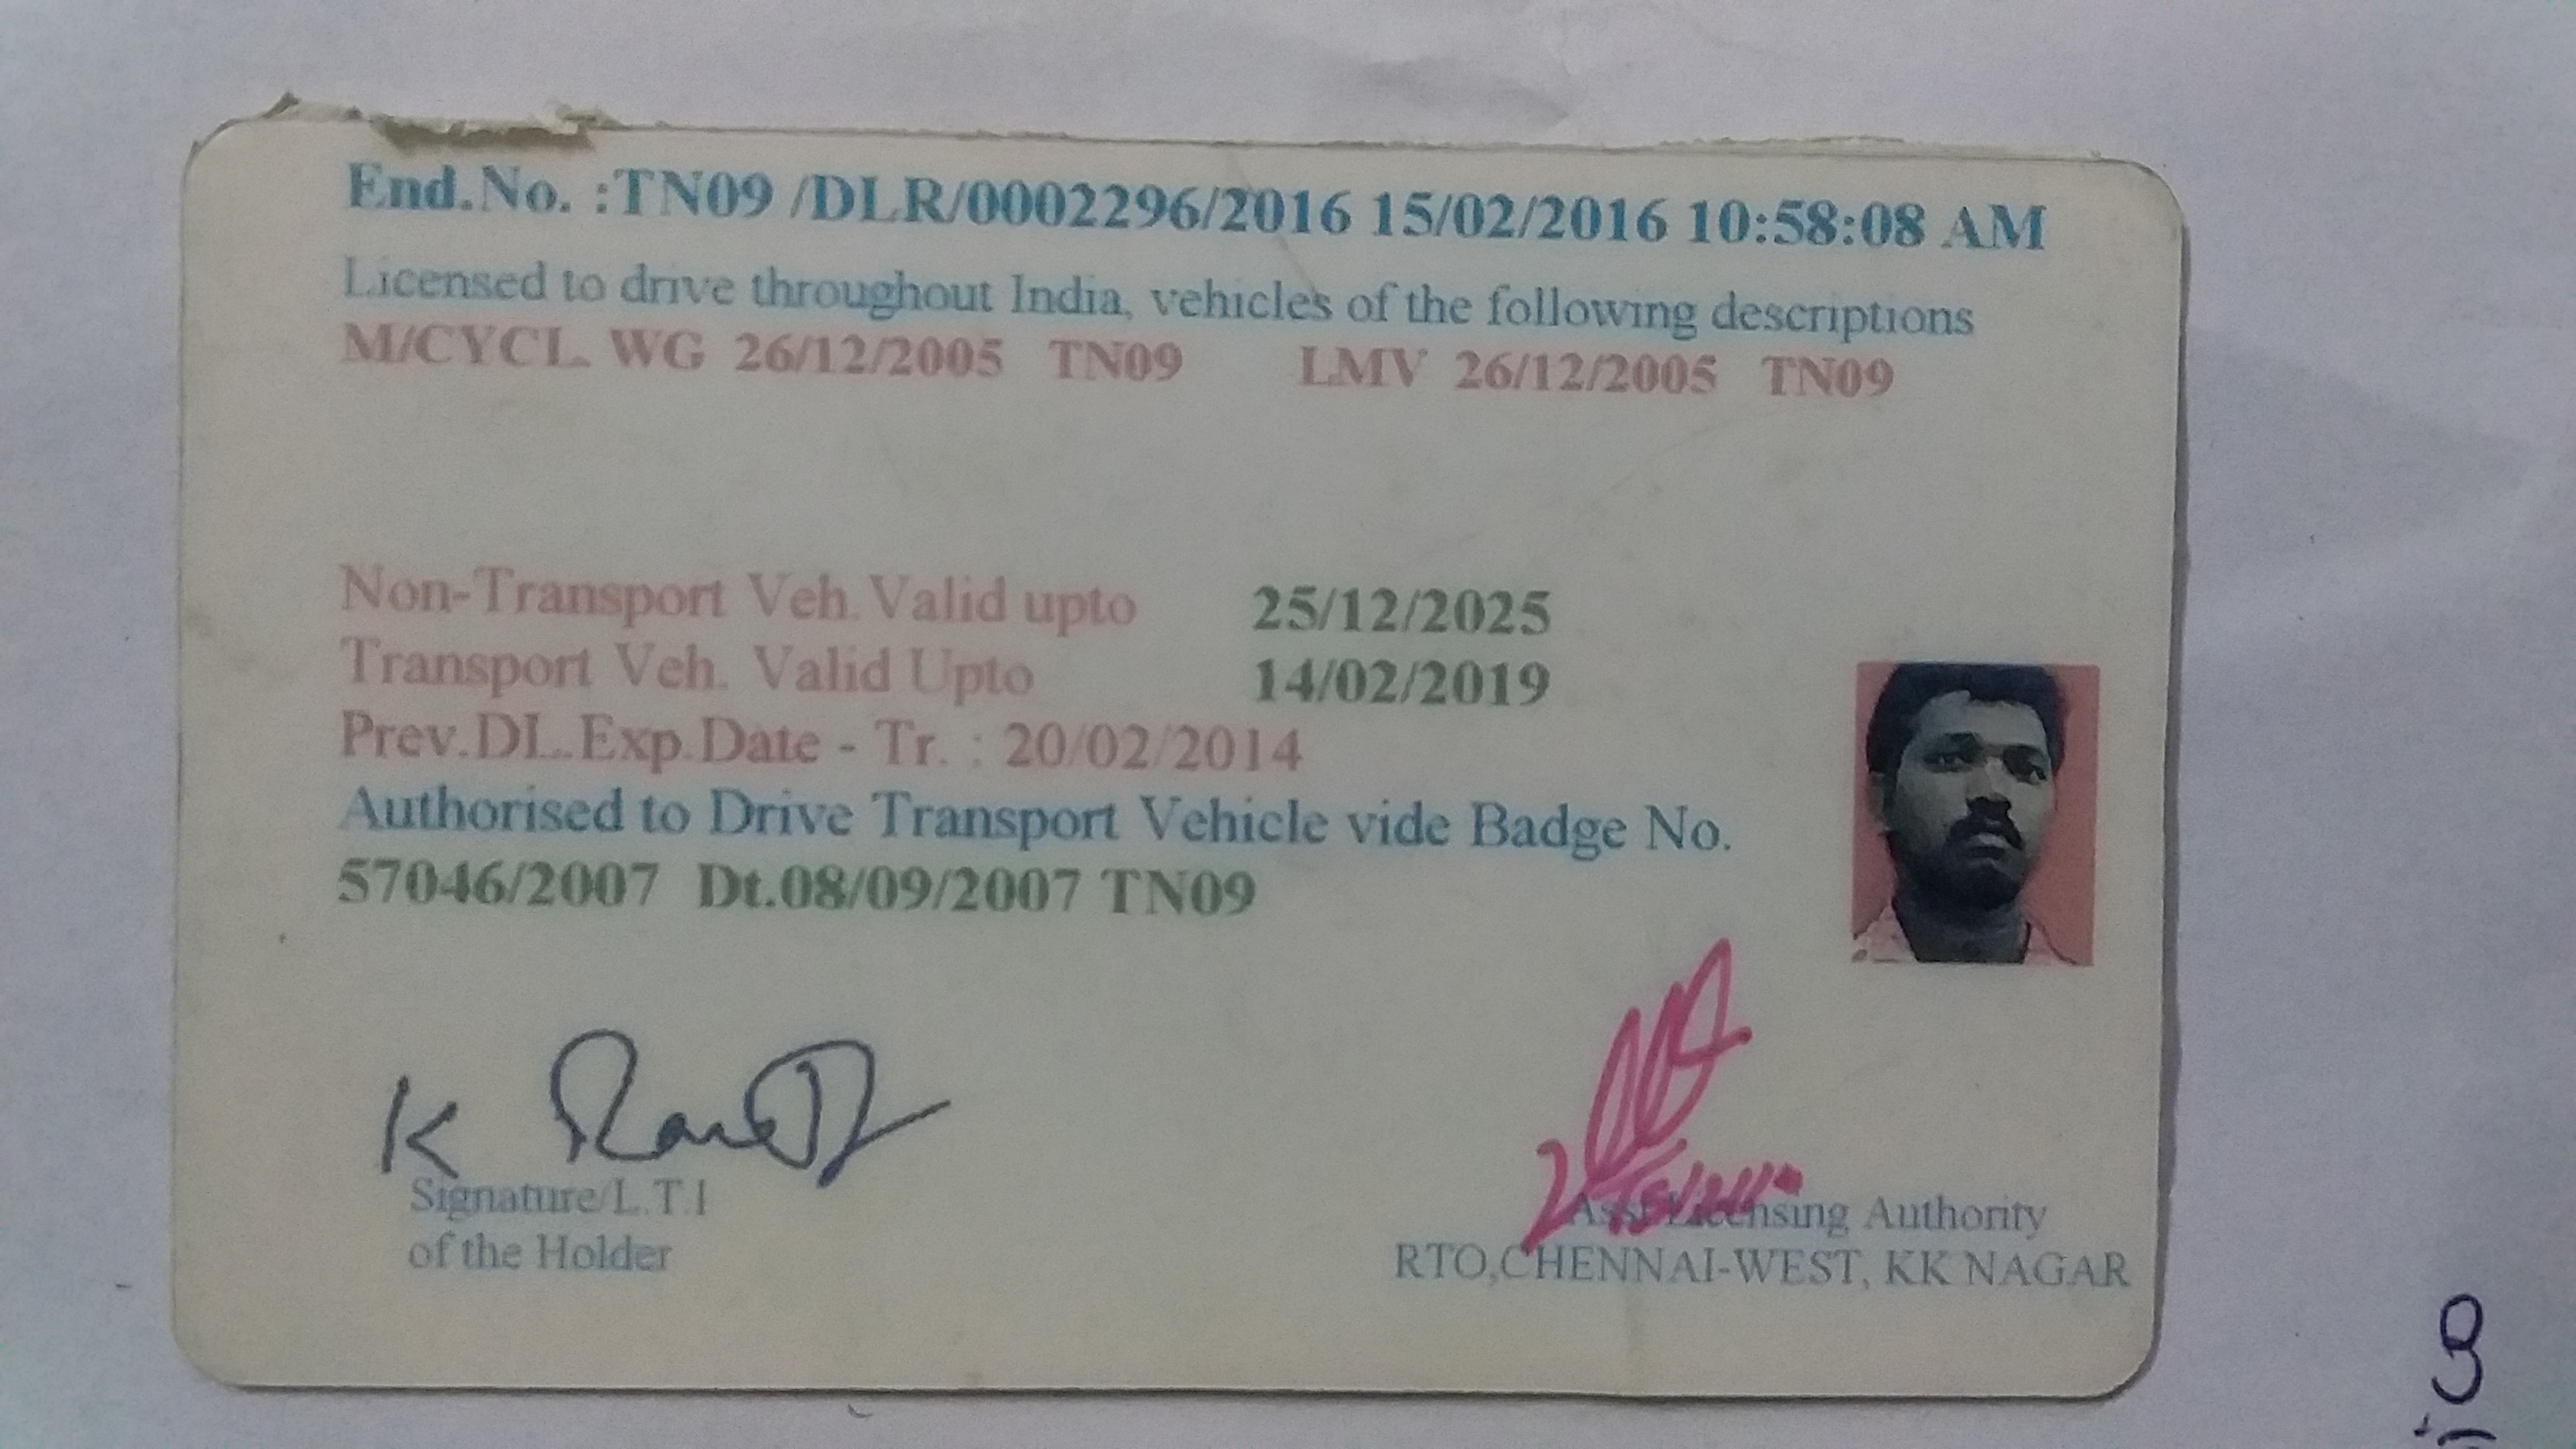 End.No. :TN09 /DLR/0002296/2016 15/02/2016 10:58:08 AM
Licensed to drive throughout India, vehicles of the following descriptions
M/CYCL. WG 26/12/2005 TN09 LMV 26/12/2005 TN09
Non-Transport Veh.Valid upto 25/12/2025
Transport Veh. Valid Upto 14/02/2019
Prev.DL.Exp.Date - Tr. : 20/02/2014
Authorised to Drive Transport Vehicle vide Badge No.
57046/2007 Dt.08/09/2007 TN09
K
Signature/L.T.I
of the Holder
Asst Licensing Authority
RTO,CHENNAI-WEST, KK NAGAR